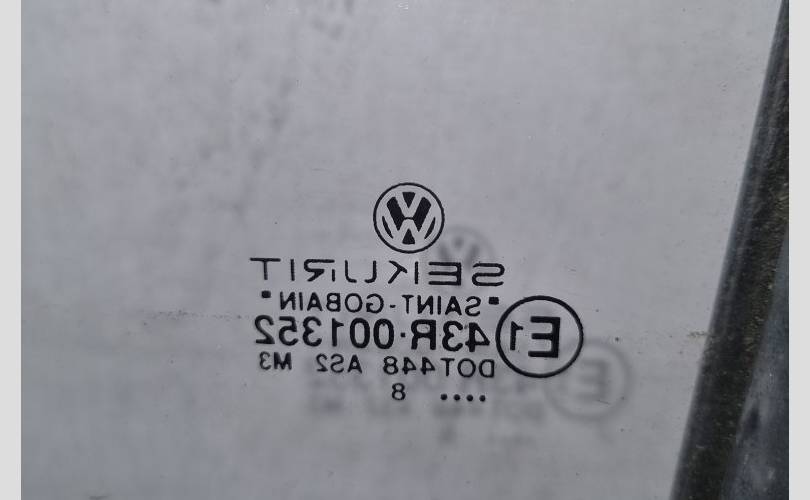 SEKURIT
"SAINT-GOBAIN"
E1 43R-001352
DOT448 AS2 M3
.... 8